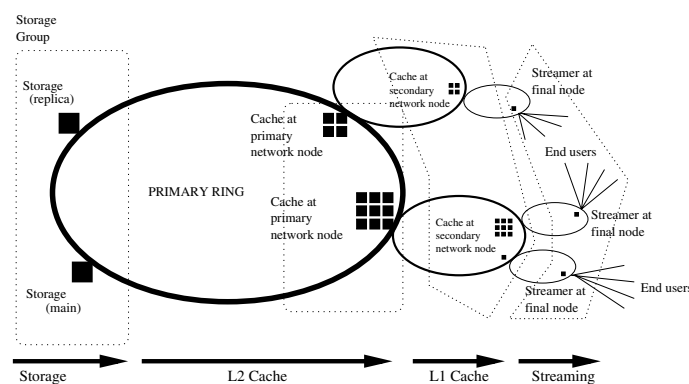 Storage
Group
Storage
(replica)
Cache at
primary
network node
PRIMARY RING
Cache at
primary
network node
Storage
(main)
Cache at
secondary
network node
Streamer at
final node
End users
Cache at
secondary
network node
Streamer at
final node
Streamer at
final node
End users
Storage
L2 Cache
L1 Cache
Streaming